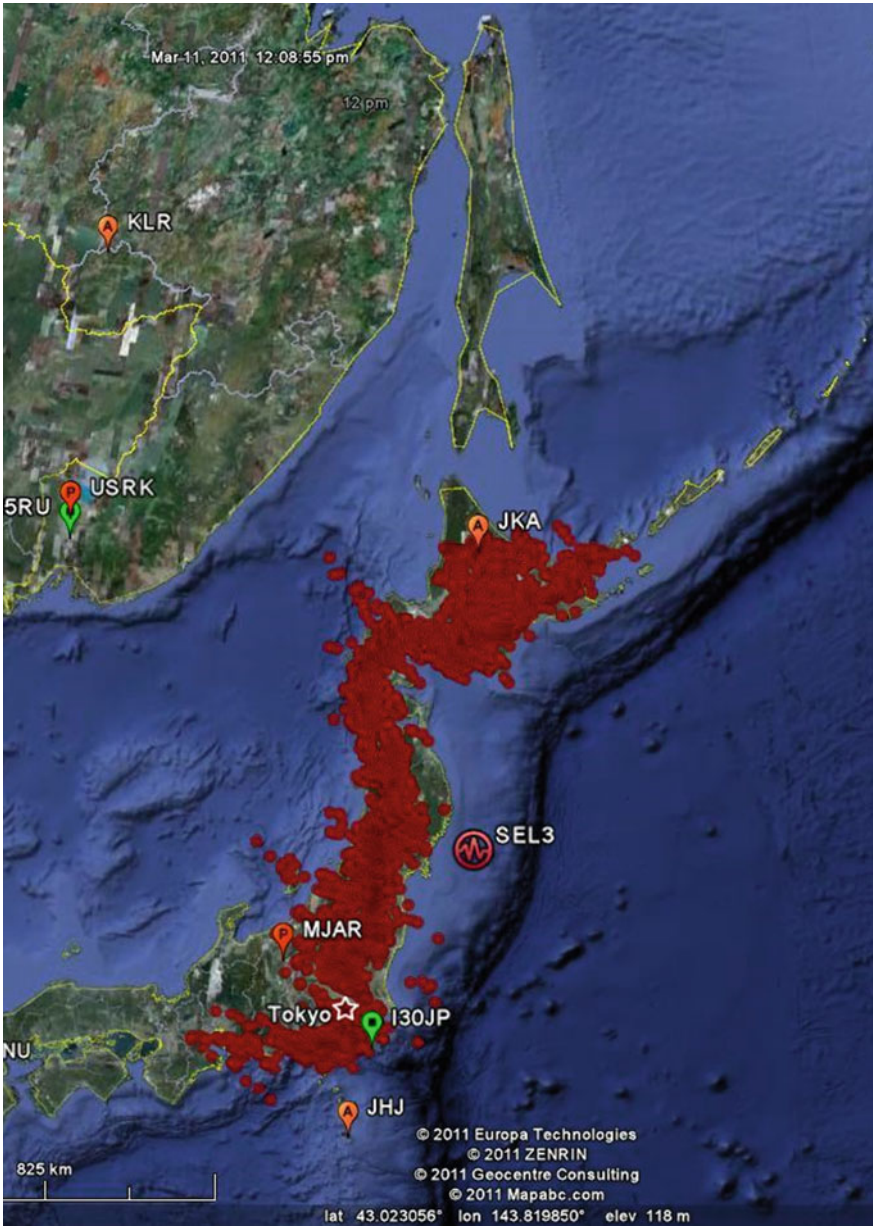 Mar 11, 2011 12:08:55 pm
12 pm
A
KLR
P
USRK
5RU
A
JKA
SEL3
P
MJAR
Tokyo
I30JP
NU
A
JHJ
© 2011 Europa Technologies
© 2011 ZENRIN
© 2011 Geocentre Consulting
© 2011 Mapabc.com
825 km
lat 43.023056° lon 143.819850° elev 118 m